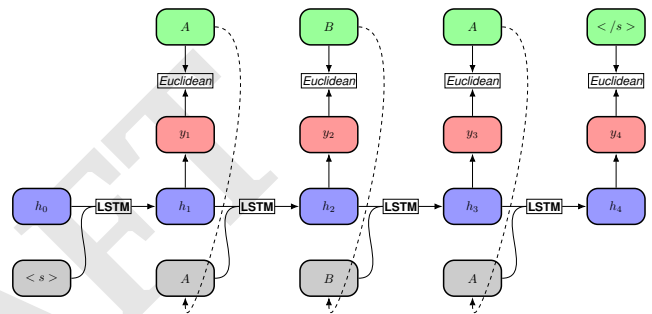 A B A </s>
Euclidean Euclidean Euclidean Euclidean
y1 y2 y3 y4
h0 LSTM h1 LSTM h2 LSTM h3 LSTM h4
<s> A B A